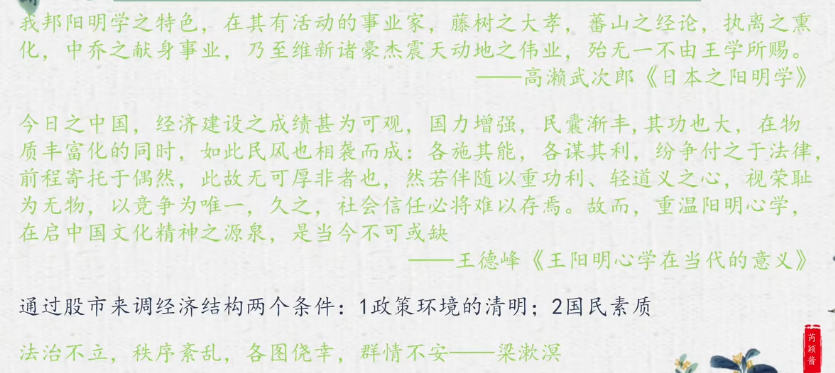 我邦阳明学之特色，在其有活动的事业家，藤树之大孝，蕃山之经论，执离之熏
化，中乔之献身事业，乃至维新诸豪杰震天动地之伟业，殆无一不由王学所赐。
——高濑武次郎《日本之阳明学》
今日之中国，经济建设之成绩甚为可观，国力增强，民囊渐丰,其功也大，在物
质丰富化的同时，如此民风也相袭而成：各施其能，各谋其利，纷争付之于法律，
前程寄托于偶然，此故无可厚非者也，然若伴随以重功利、轻道义之心，视荣耻
为无物，以竞争为唯一，久之，社会信任必将难以存焉。故而，重温阳明心学，
在启中国文化精神之源泉，是当今不可或缺
——王德峰《王阳明心学在当代的意义》
通过股市来调经济结构两个条件：1政策环境的清明；2国民素质
法治不立，秩序紊乱，各图侥幸，群情不安——梁漱溟
芮颖番